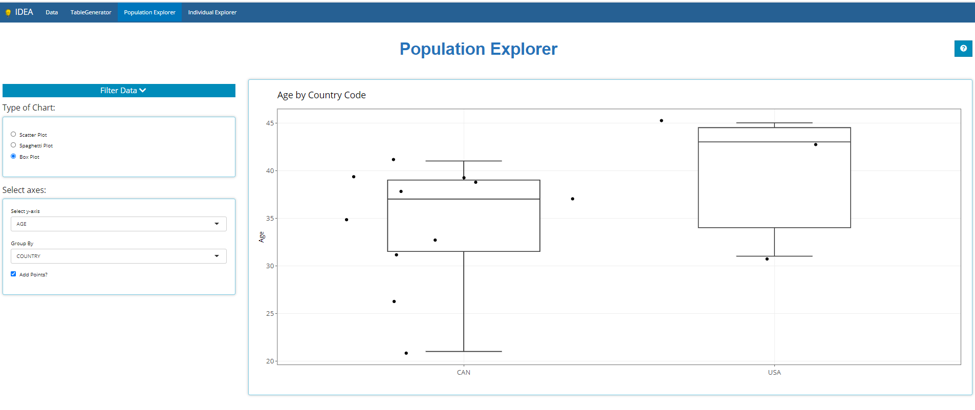 IDEA Data TableGenerator Population Explorer Individual Explorer
Population Explorer
?
Filter Data
Type of Chart:
Scatter Plot
Spaghetti Plot
Box Plot
Select axes:
Select y-axis
AGE
Group By
COUNTRY
Add Points?
Age by Country Code
Age
45
40
35
30
25
20
CAN USA